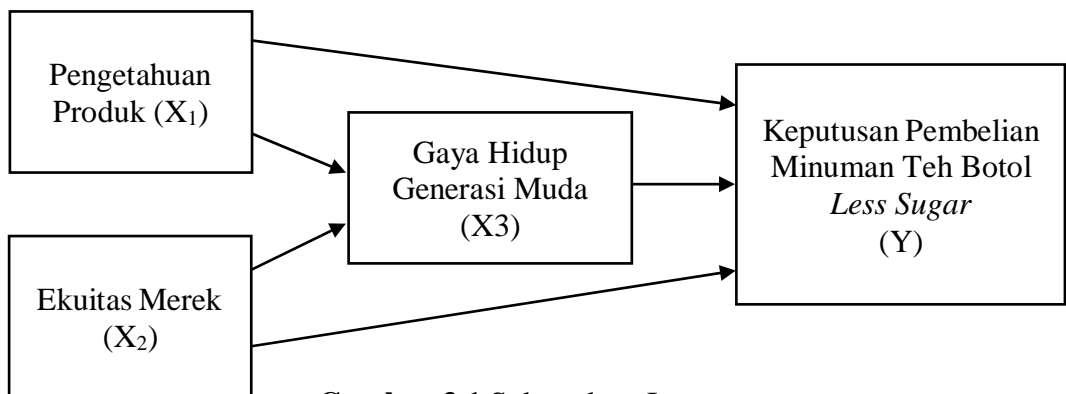 Pengetahuan
Produk (X₁)
Gaya Hidup
Generasi Muda
(X3)
Keputusan Pembelian
Minuman Teh Botol
Less Sugar
(Y)
Ekuitas Merek
(X₂)